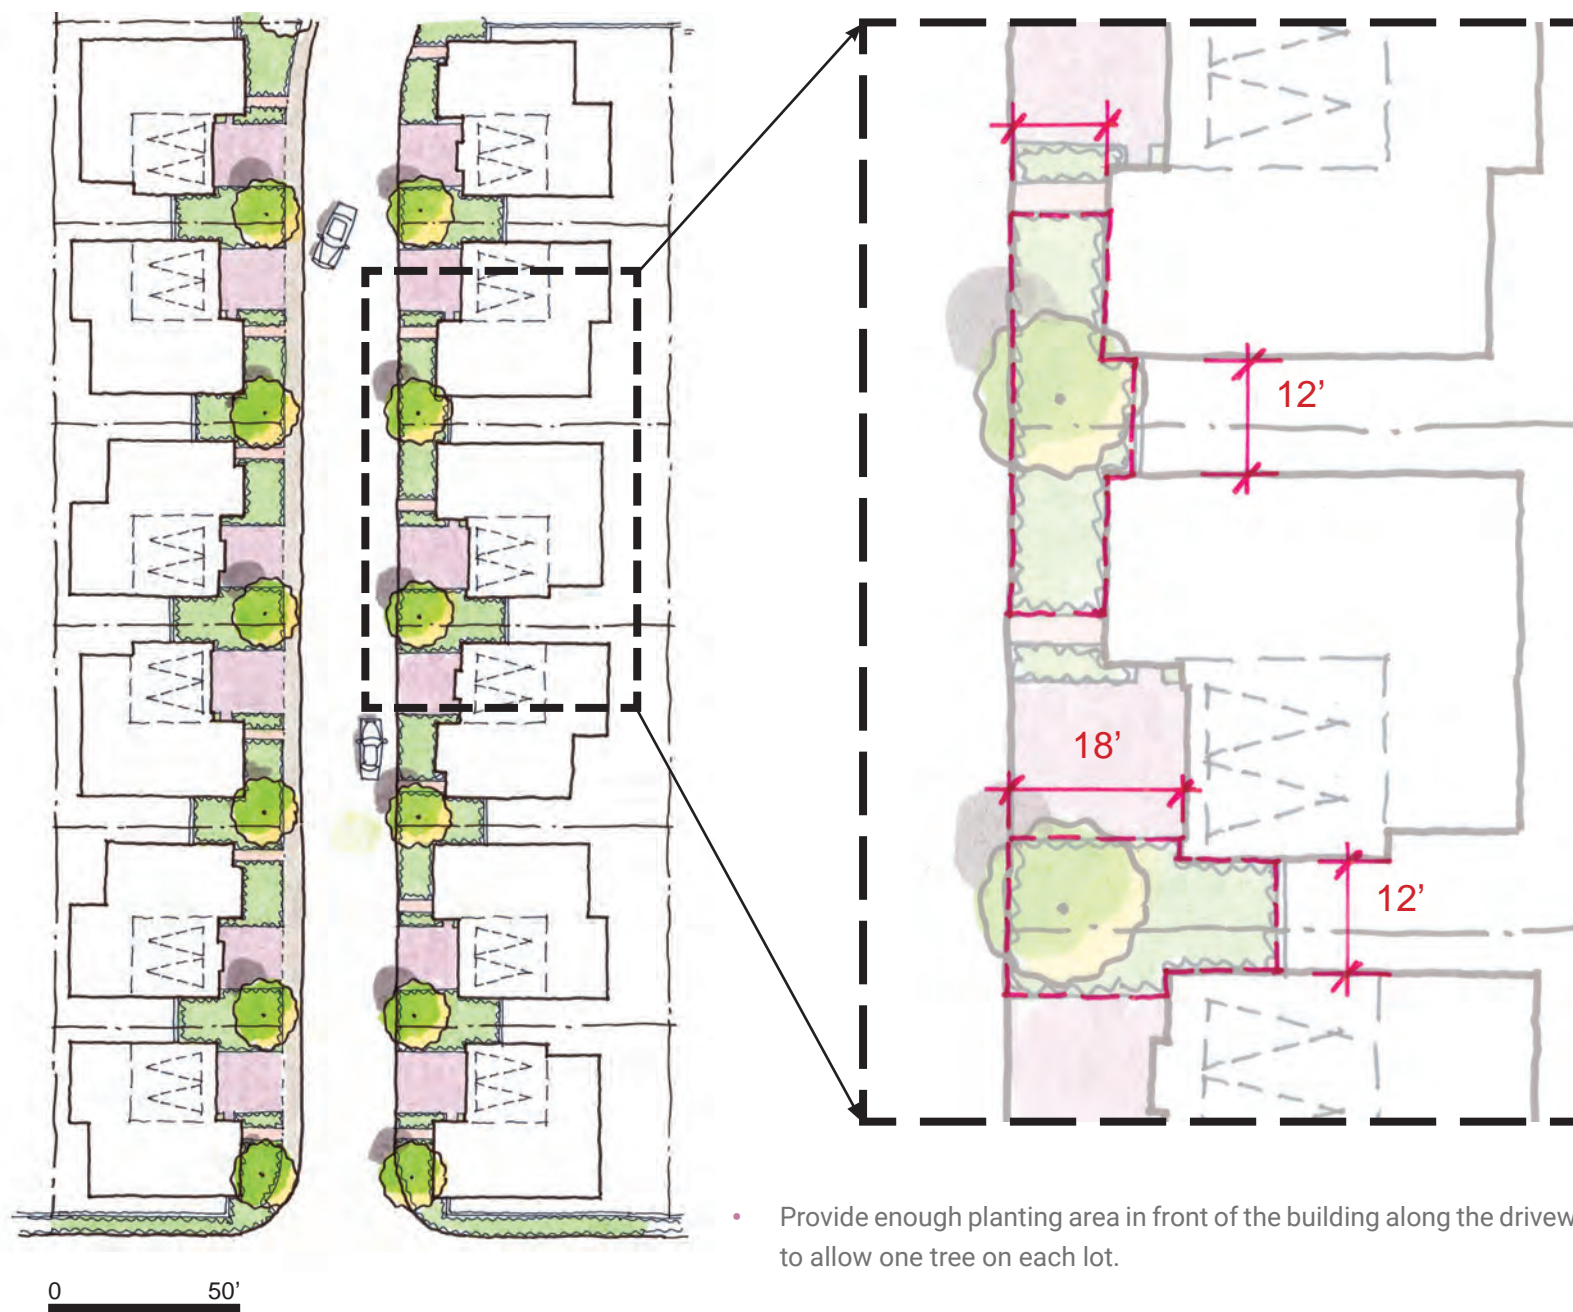 12’
18’
12’
• Provide enough planting area in front of the building along the drivew
to allow one tree on each lot.
0 50’